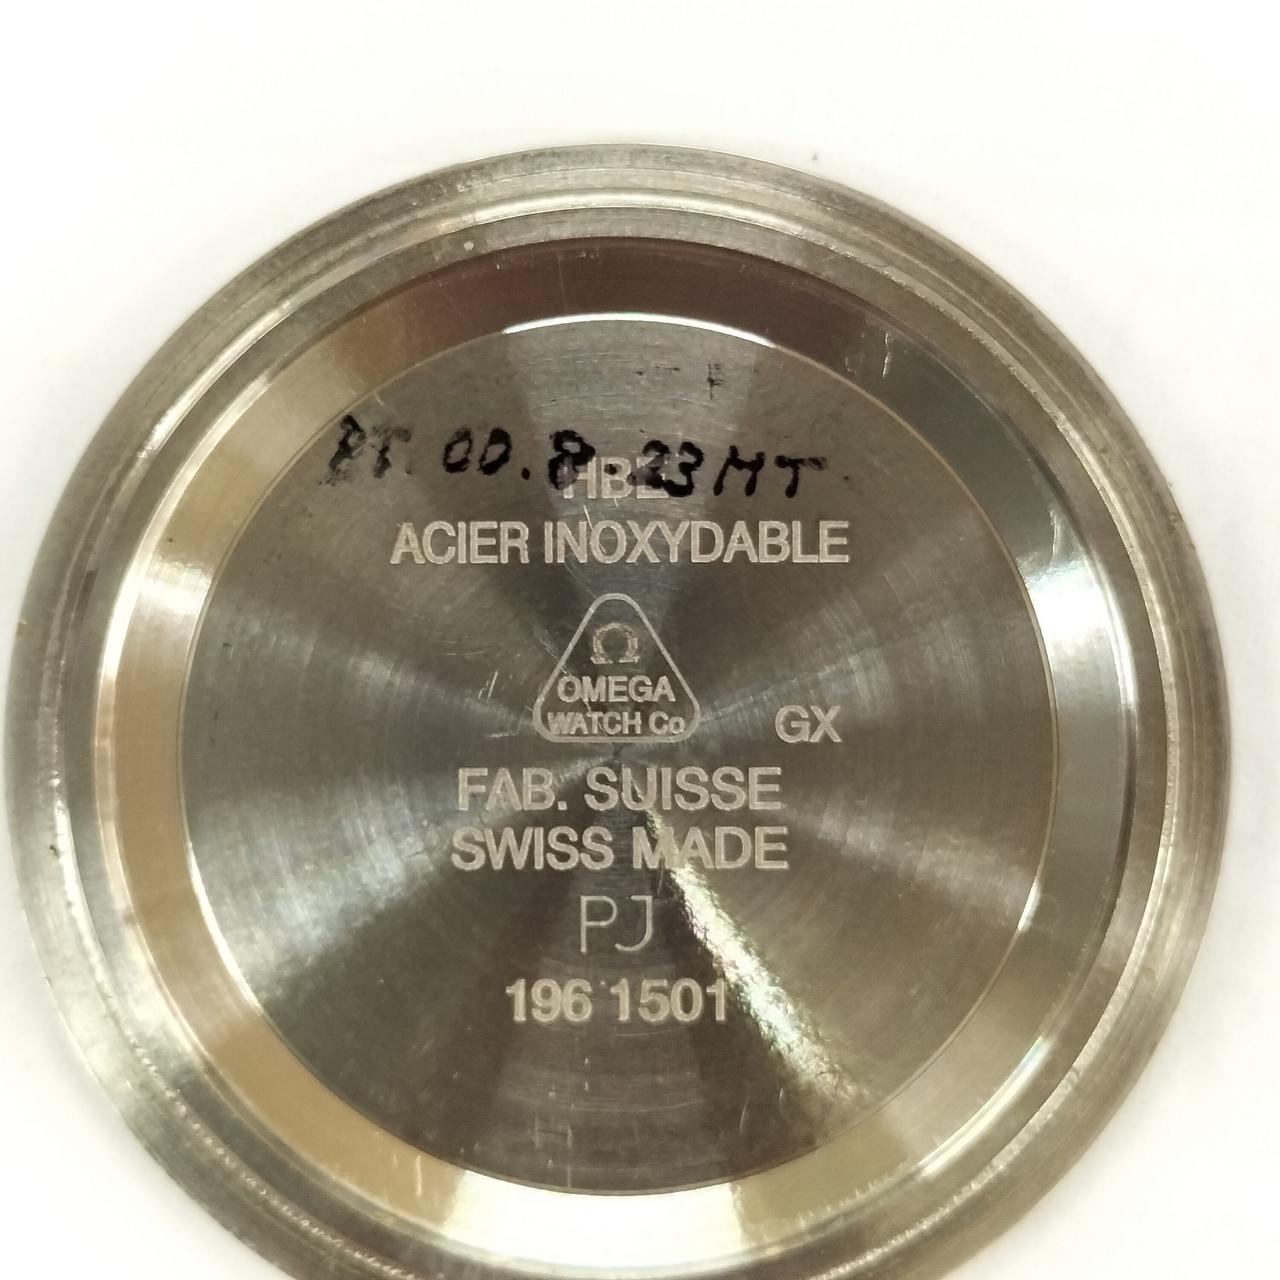 00.8.23 MT
ACIER INOXYDABLE
Ω
OMEGA
WATCH Co
GX
FAB. SUISSE
SWISS MADE
PJ
196 1501